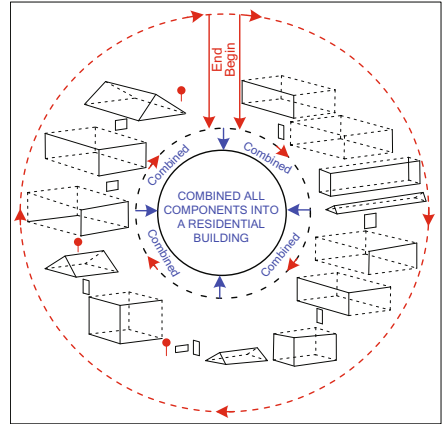 End
Begin
Combined
Combined
COMBINED ALL
COMPONENTS INTO
A RESIDENTIAL
BUILDING
Combined
Combined